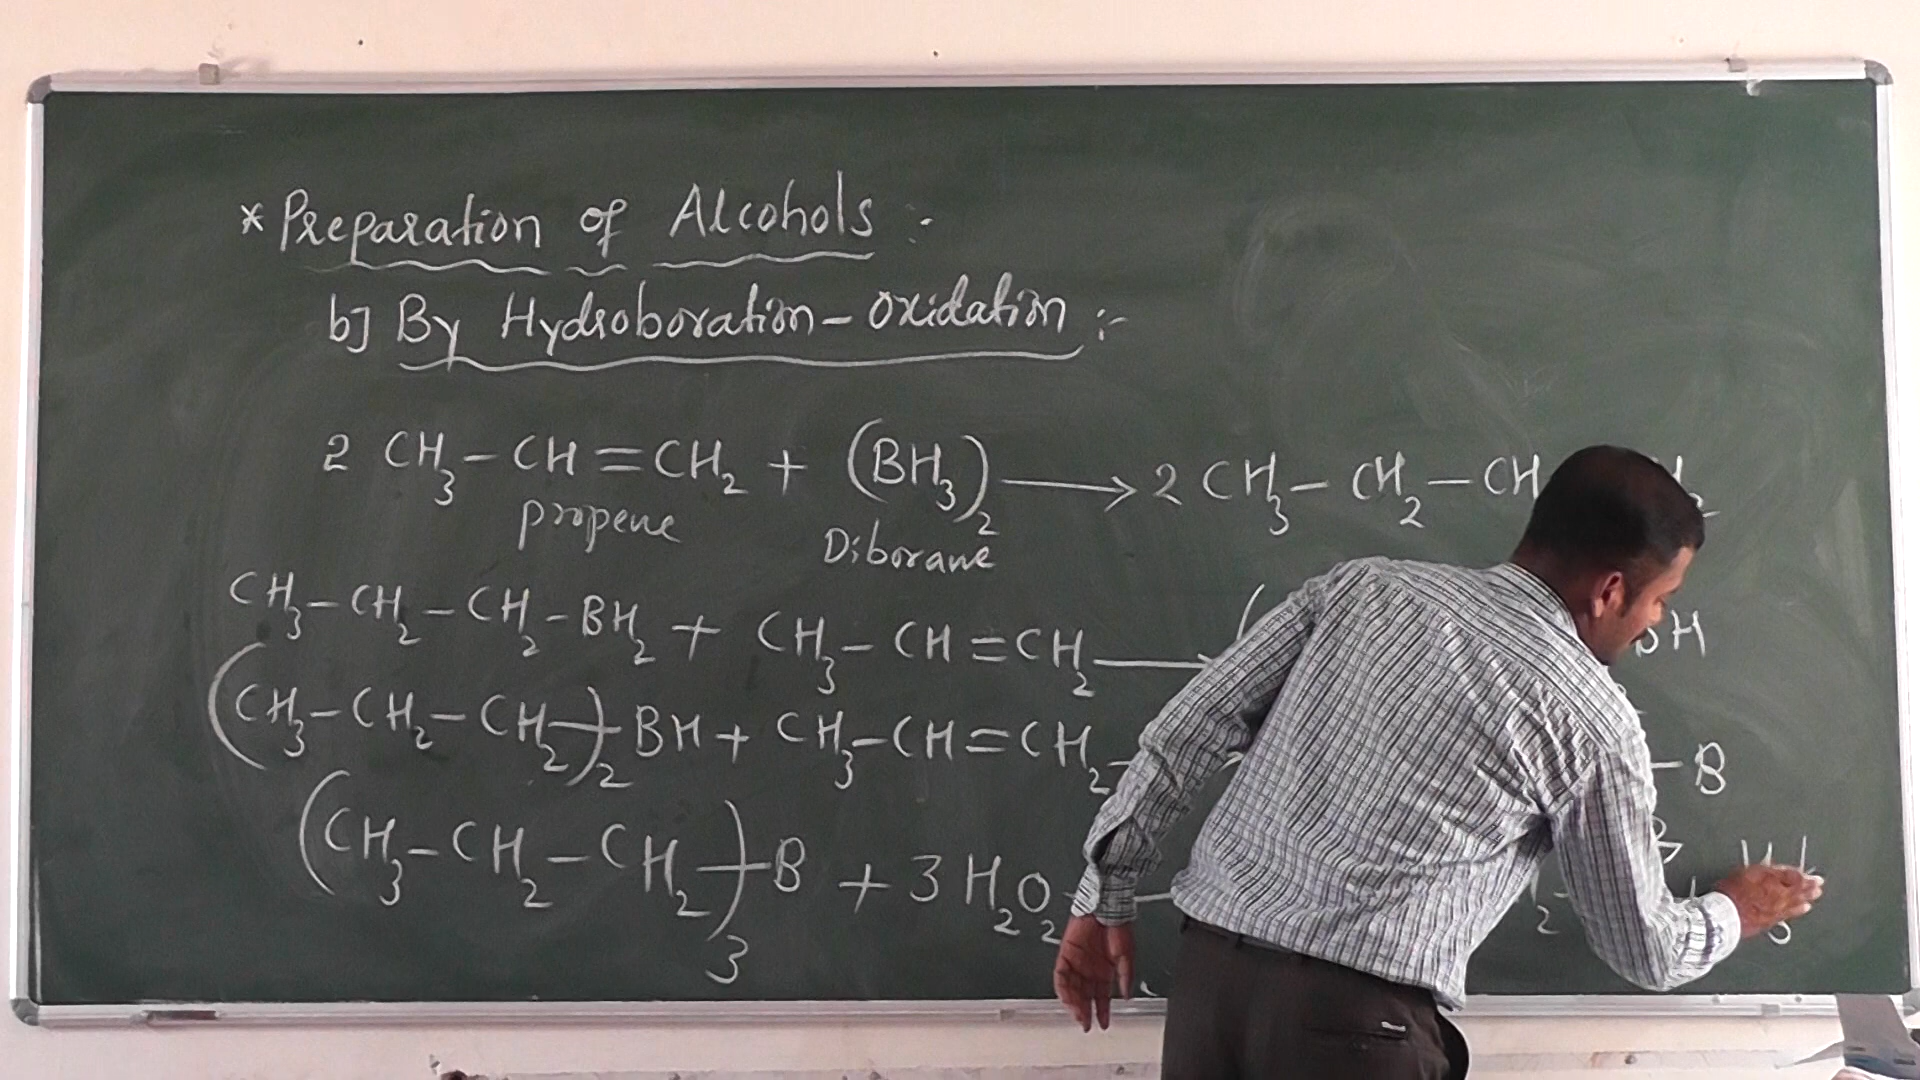 * Preparation of Alcohols :-
b] By Hydroboration - Oxidation :-
2 CH₃ - CH = CH₂ + (BH₃)₂ ⟶ 2 CH₃ - CH₂ - CH
propene
Diborane
CH₃ - CH₂ - CH₂ - BH₂ + CH₃ - CH = CH₂ ⟶ ( BH
(CH₃ - CH₂ - CH₂)₂ BH + CH₃ - CH = CH₂ - B
(CH₃ - CH₂ - CH₂)₃ B + 3 H₂O₂